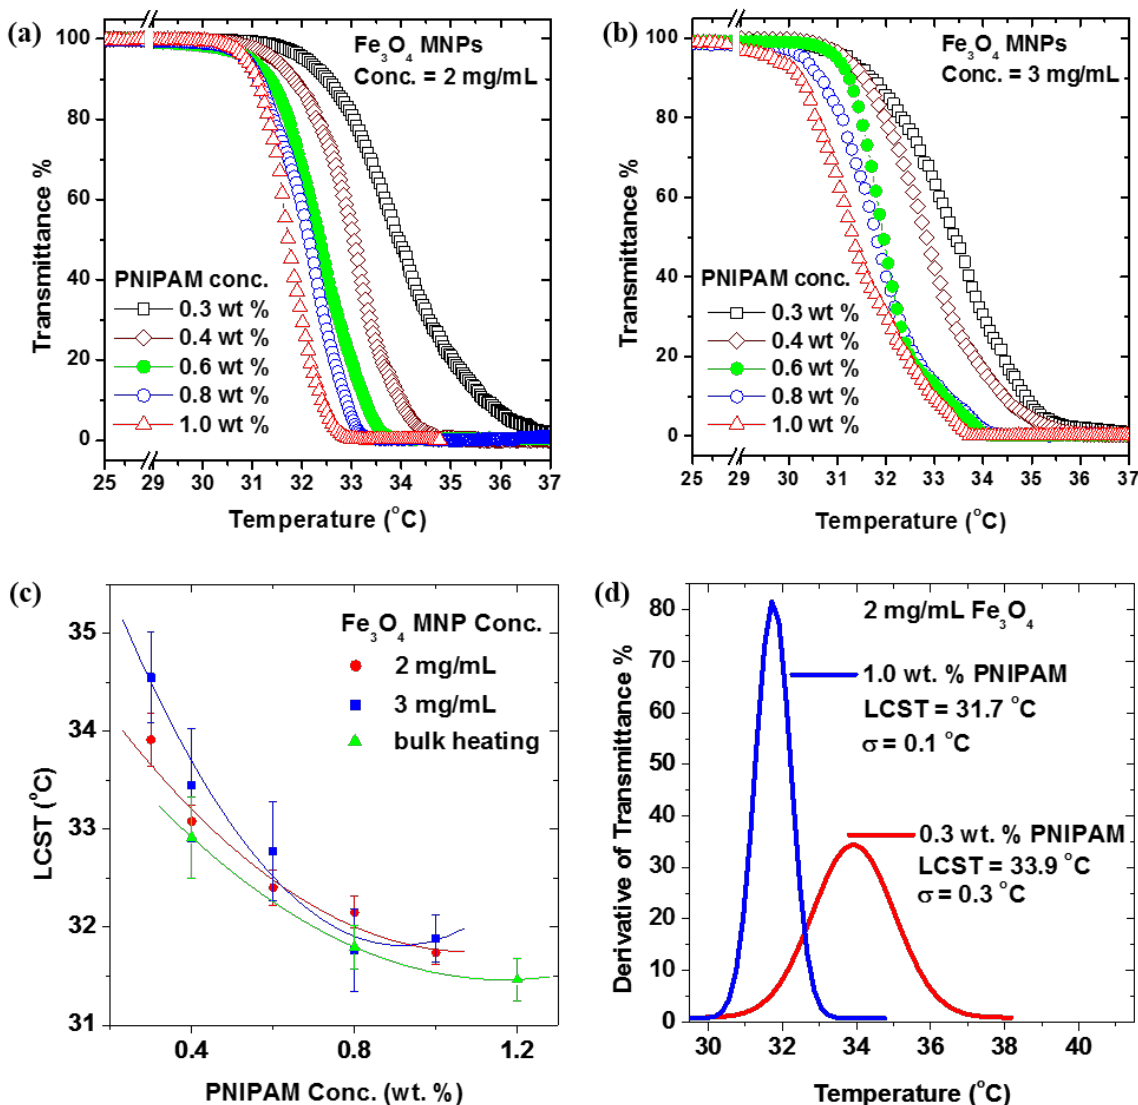 (a)
Fe3O4 MNPs
Conc. = 2 mg/mL
Transmittance %
100
80
60
40
20
0
PNIPAM conc.
0.3 wt %
0.4 wt %
0.6 wt %
0.8 wt %
1.0 wt %
25 29 30 31 32 33 34 35 36 37
Temperature (°C)
(b)
Fe3O4 MNPs
Conc. = 3 mg/mL
Transmittance %
100
80
60
40
20
0
PNIPAM conc.
0.3 wt %
0.4 wt %
0.6 wt %
0.8 wt %
1.0 wt %
25 29 30 31 32 33 34 35 36 37
Temperature (°C)
(c)
Fe3O4 MNP Conc.
2 mg/mL
3 mg/mL
bulk heating
LCST (°C)
35
34
33
32
31
0.4 0.8 1.2
PNIPAM Conc. (wt. %)
(d)
2 mg/mL Fe3O4
1.0 wt. % PNIPAM
LCST = 31.7 °C
σ = 0.1 °C
0.3 wt. % PNIPAM
LCST = 33.9 °C
σ = 0.3 °C
Derivative of Transmittance %
80
70
60
50
40
30
20
10
0
30 32 34 36 38 40
Temperature (°C)